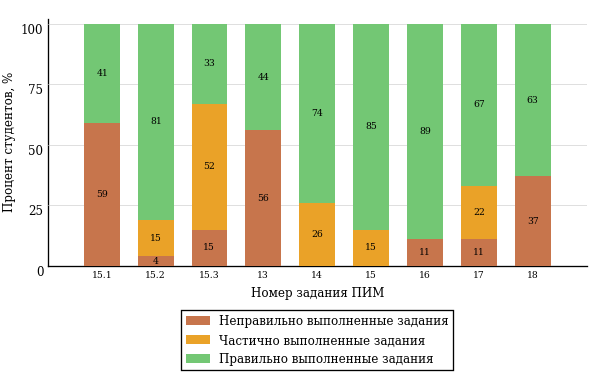 Процент студентов, %
100
75
50
25
0
41 81 33 44 74 85 89 67 63
59 15 52 56 26 15 11 22 37
4 15 11
15.1 15.2 15.3 13 14 15 16 17 18
Номер задания ПИМ
Неправильно выполненные задания
Частично выполненные задания
Правильно выполненные задания